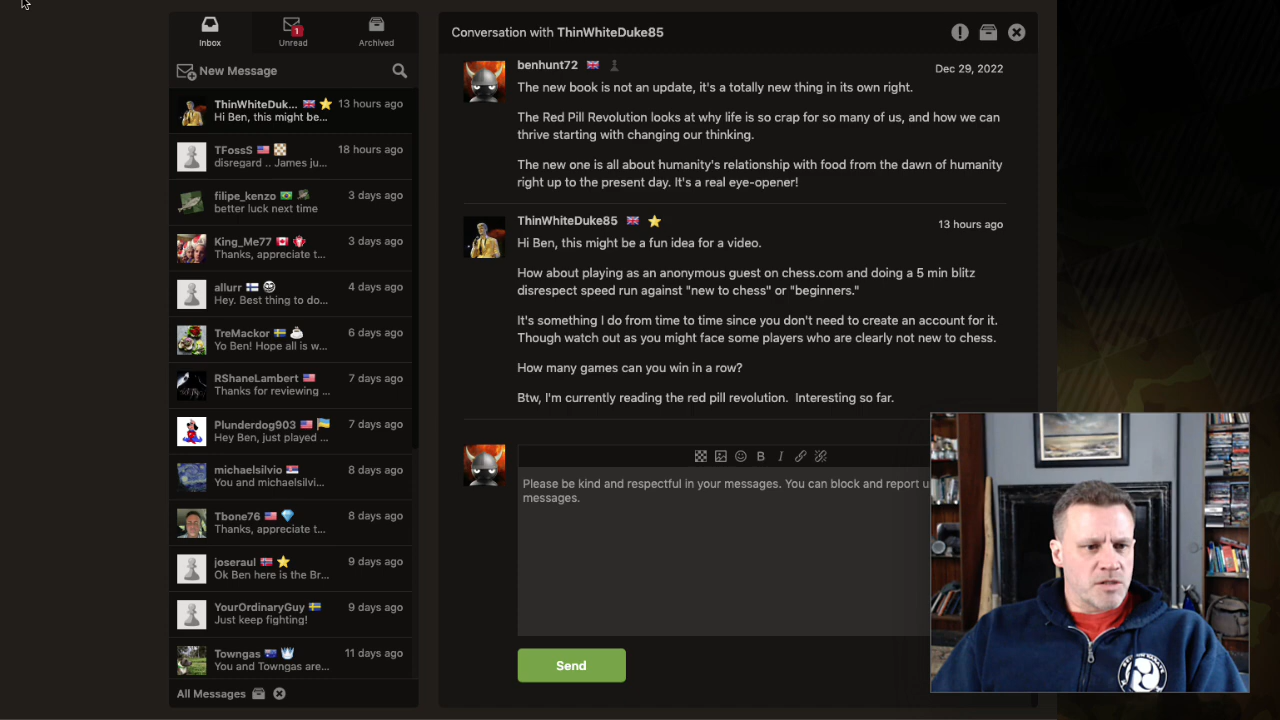 Inbox
1
Unread
Archived
New Message
ThinWhiteDuk...
13 hours ago
Hi Ben, this might be...
TFossS
18 hours ago
disregard .. James ju...
filipe_kenzo
3 days ago
better luck next time
King_Me77
3 days ago
Thanks, appreciate t...
allurr
4 days ago
Hey. Best thing to do...
TreMackor
6 days ago
Yo Ben! Hope all is w...
RShaneLambert
7 days ago
Thanks for reviewing ...
Plunderdog903
7 days ago
Hey Ben, just played ...
michaelsilvio
8 days ago
You and michaelsilvi...
Tbone76
8 days ago
Thanks, appreciate t...
joseraul
9 days ago
Ok Ben here is the Br...
YourOrdinaryGuy
9 days ago
Just keep fighting!
Towngas
11 days ago
You and Towngas are...
All Messages
Conversation with ThinWhiteDuke85
benhunt72
Dec 29, 2022
The new book is not an update, it's a totally new thing in its own right.
The Red Pill Revolution looks at why life is so crap for so many of us, and how we can
thrive starting with changing our thinking.
The new one is all about humanity's relationship with food from the dawn of humanity
right up to the present day. It's a real eye-opener!
ThinWhiteDuke85
13 hours ago
Hi Ben, this might be a fun idea for a video.
How about playing as an anonymous guest on chess.com and doing a 5 min blitz
disrespect speed run against "new to chess" or "beginners."
It's something I do from time to time since you don't need to create an account for it.
Though watch out as you might face some players who are clearly not new to chess.
How many games can you win in a row?
Btw, I'm currently reading the red pill revolution. Interesting so far.
B I
Please be kind and respectful in your messages. You can block and report u
messages.
Send